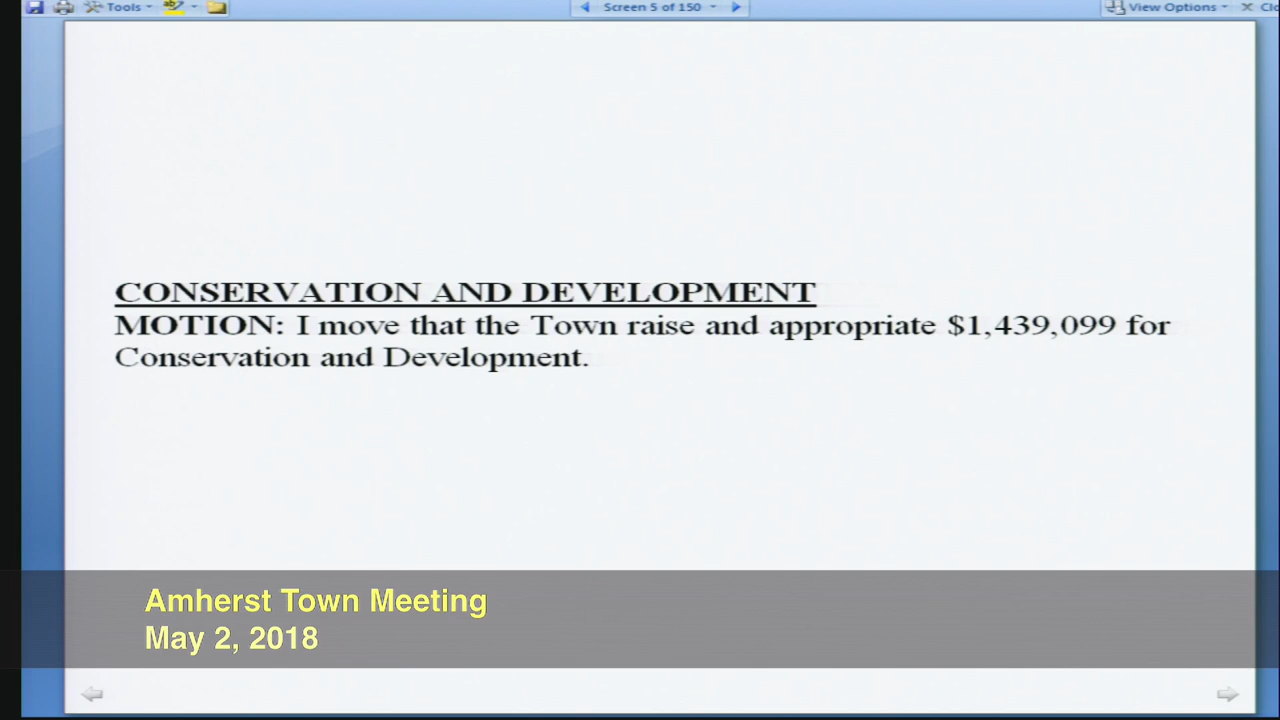 Tools
Screen 5 of 150
View Options
Clo
CONSERVATION AND DEVELOPMENT
MOTION: I move that the Town raise and appropriate $1,439,099 for
Conservation and Development.
Amherst Town Meeting
May 2, 2018